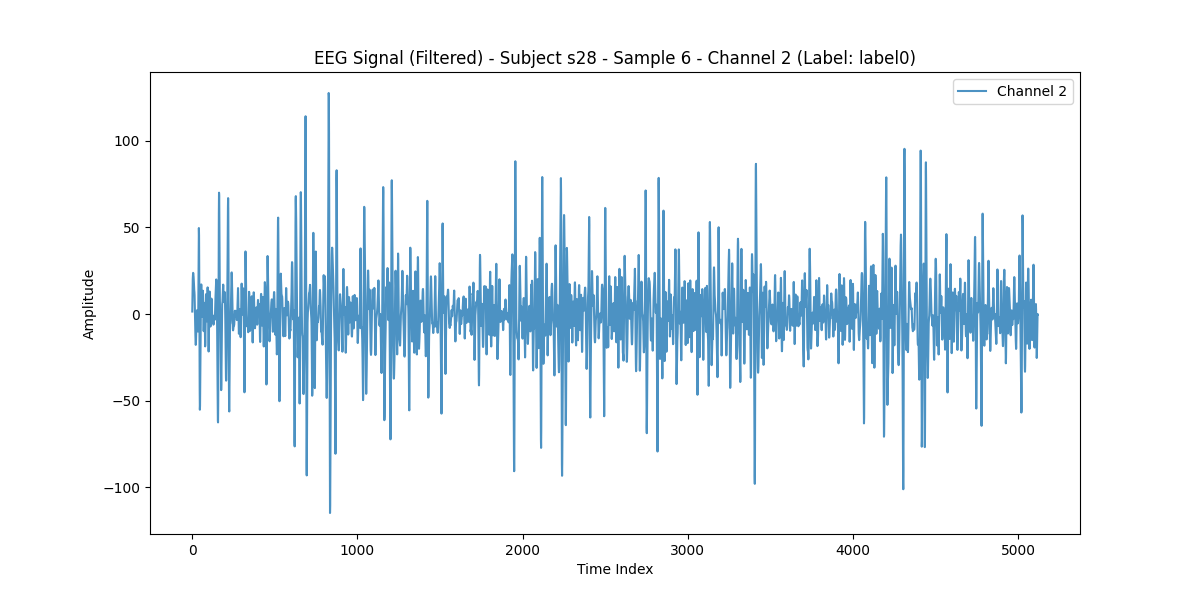 EEG Signal (Filtered) - Subject s28 - Sample 6 - Channel 2 (Label: label0)
Channel 2
Amplitude
100
50
0
−50
−100
0 1000 2000 3000 4000 5000
Time Index